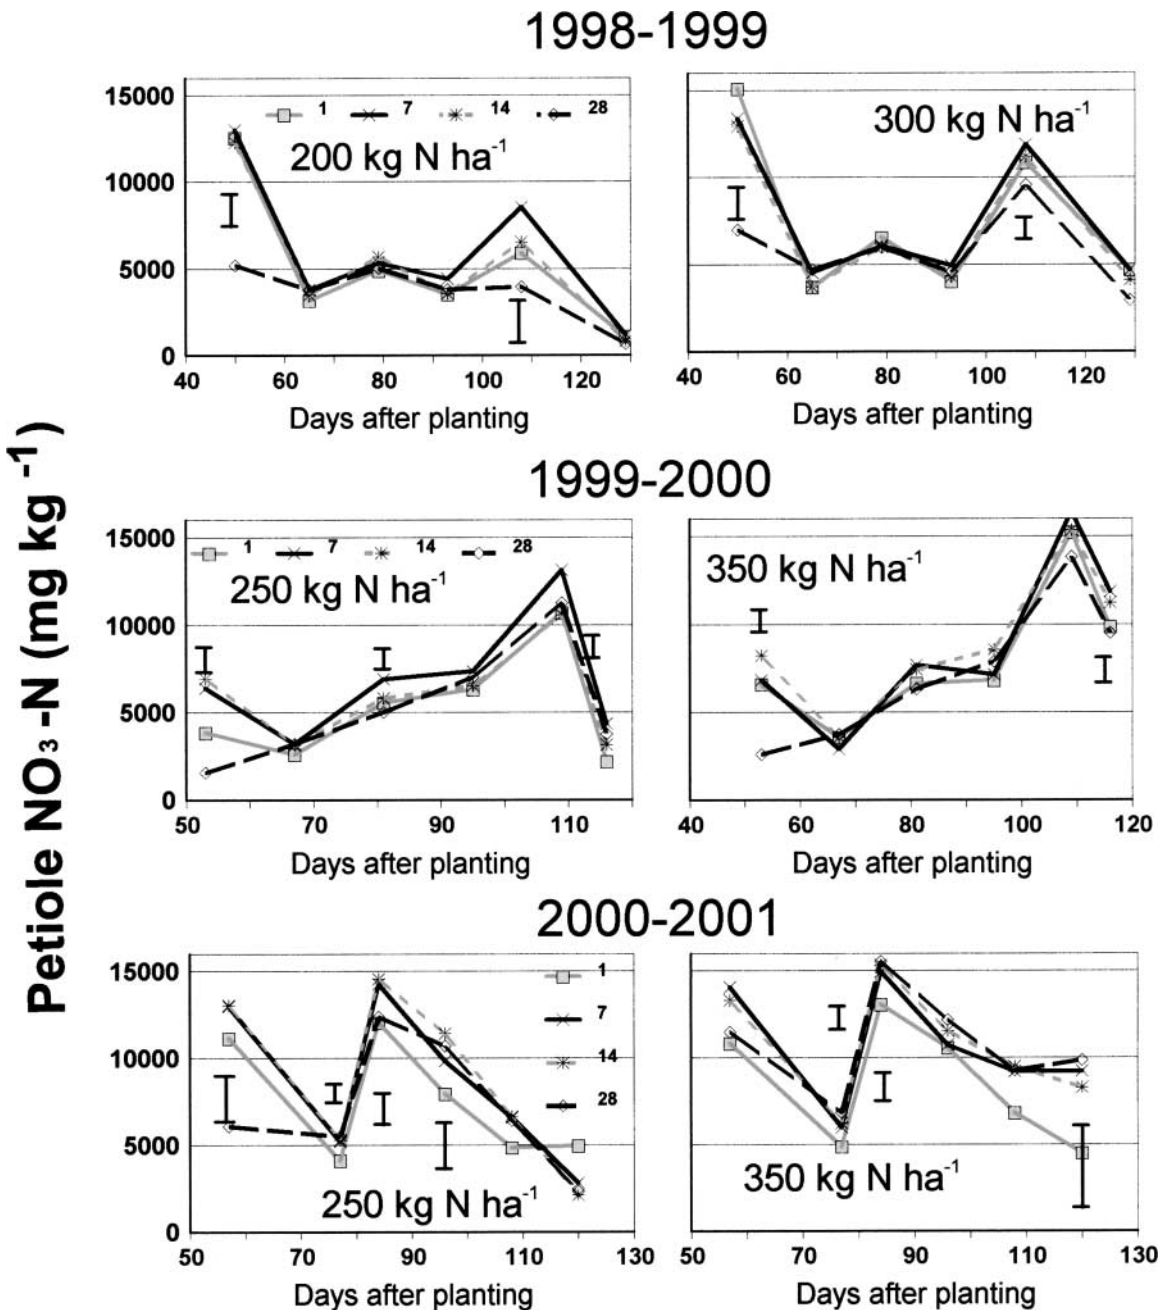 1998-1999
15000
10000
5000
0
1 7 14 28
200 kg N ha-1
40 60 80 100 120
Days after planting
300 kg N ha-1
40 60 80 100 120
Days after planting
Petiole NO3-N (mg kg -1)
1999-2000
15000
10000
5000
0
1 7 14 28
250 kg N ha-1
50 70 90 110
Days after planting
350 kg N ha-1
40 60 80 100 120
Days after planting
2000-2001
15000
10000
5000
0
1
7
14
28
250 kg N ha-1
50 70 90 110 130
Days after planting
350 kg N ha-1
50 70 90 110 130
Days after planting